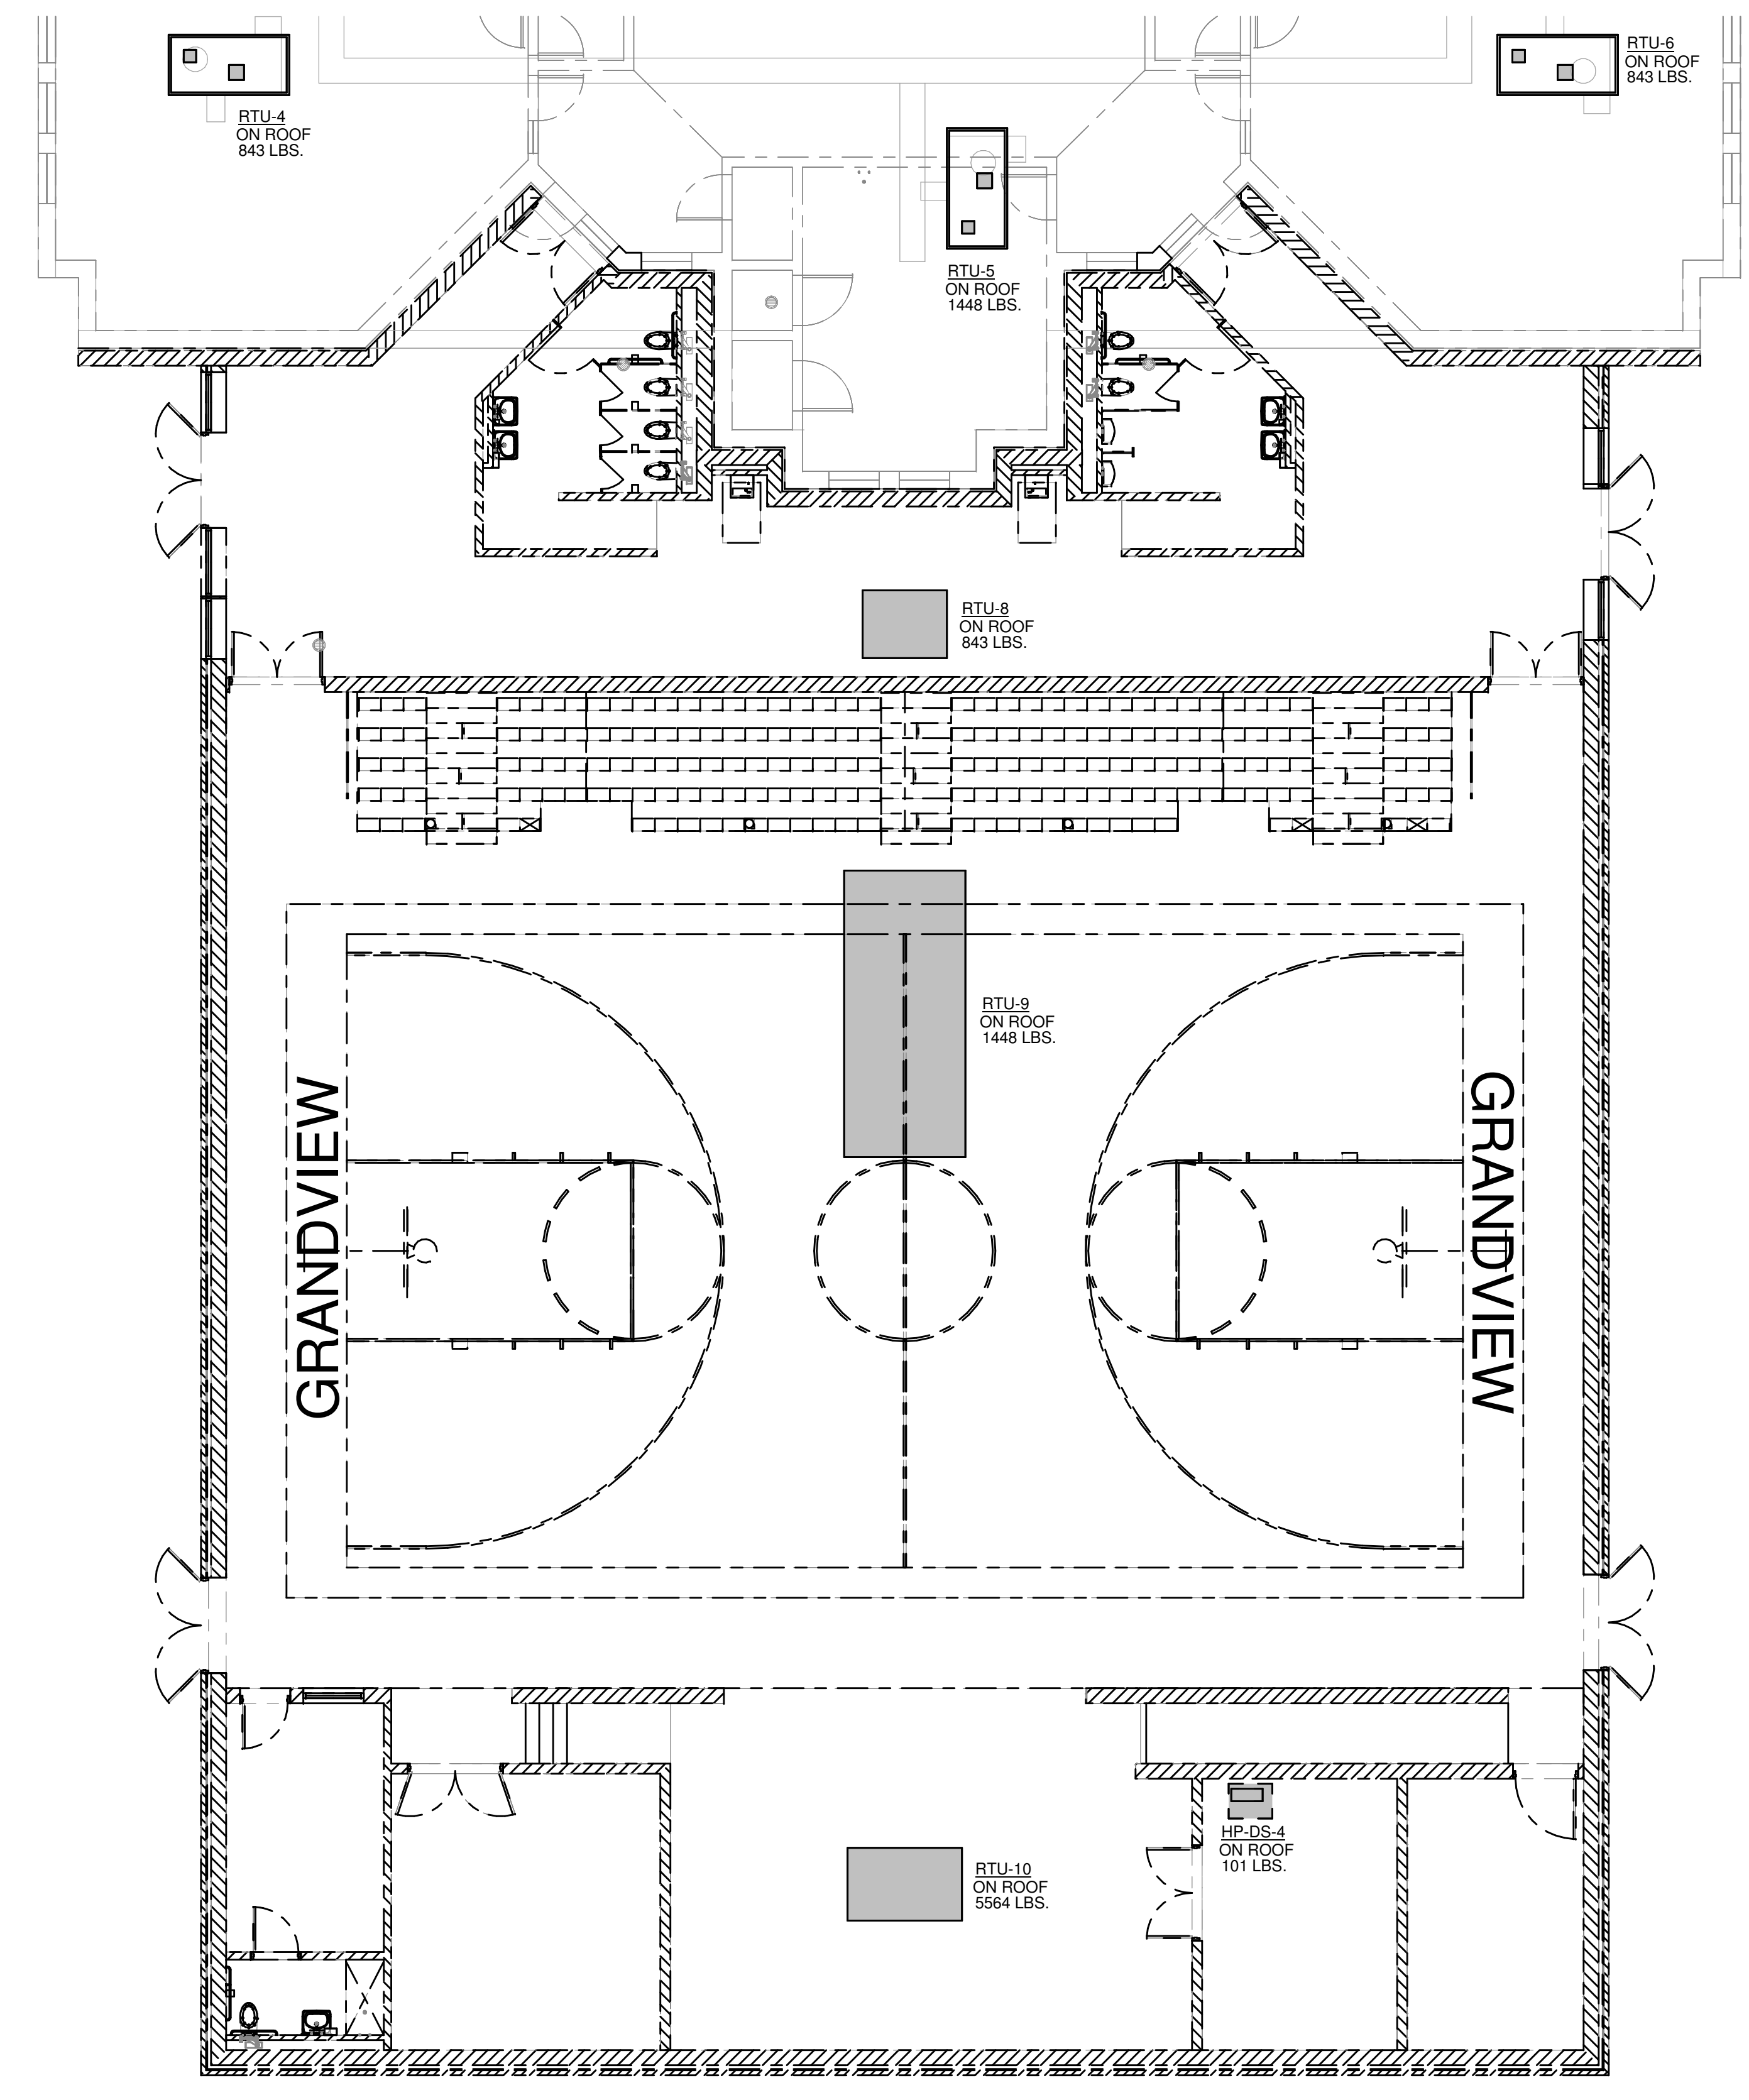 RTU-6
ON ROOF
843 LBS.
RTU-4
ON ROOF
843 LBS.
RTU-5
ON ROOF
1448 LBS.
RTU-8
ON ROOF
843 LBS.
RTU-9
ON ROOF
1448 LBS.
GRANDVIEW
GRANDVIEW
HP-DS-4
ON ROOF
101 LBS.
RTU-10
ON ROOF
5564 LBS.